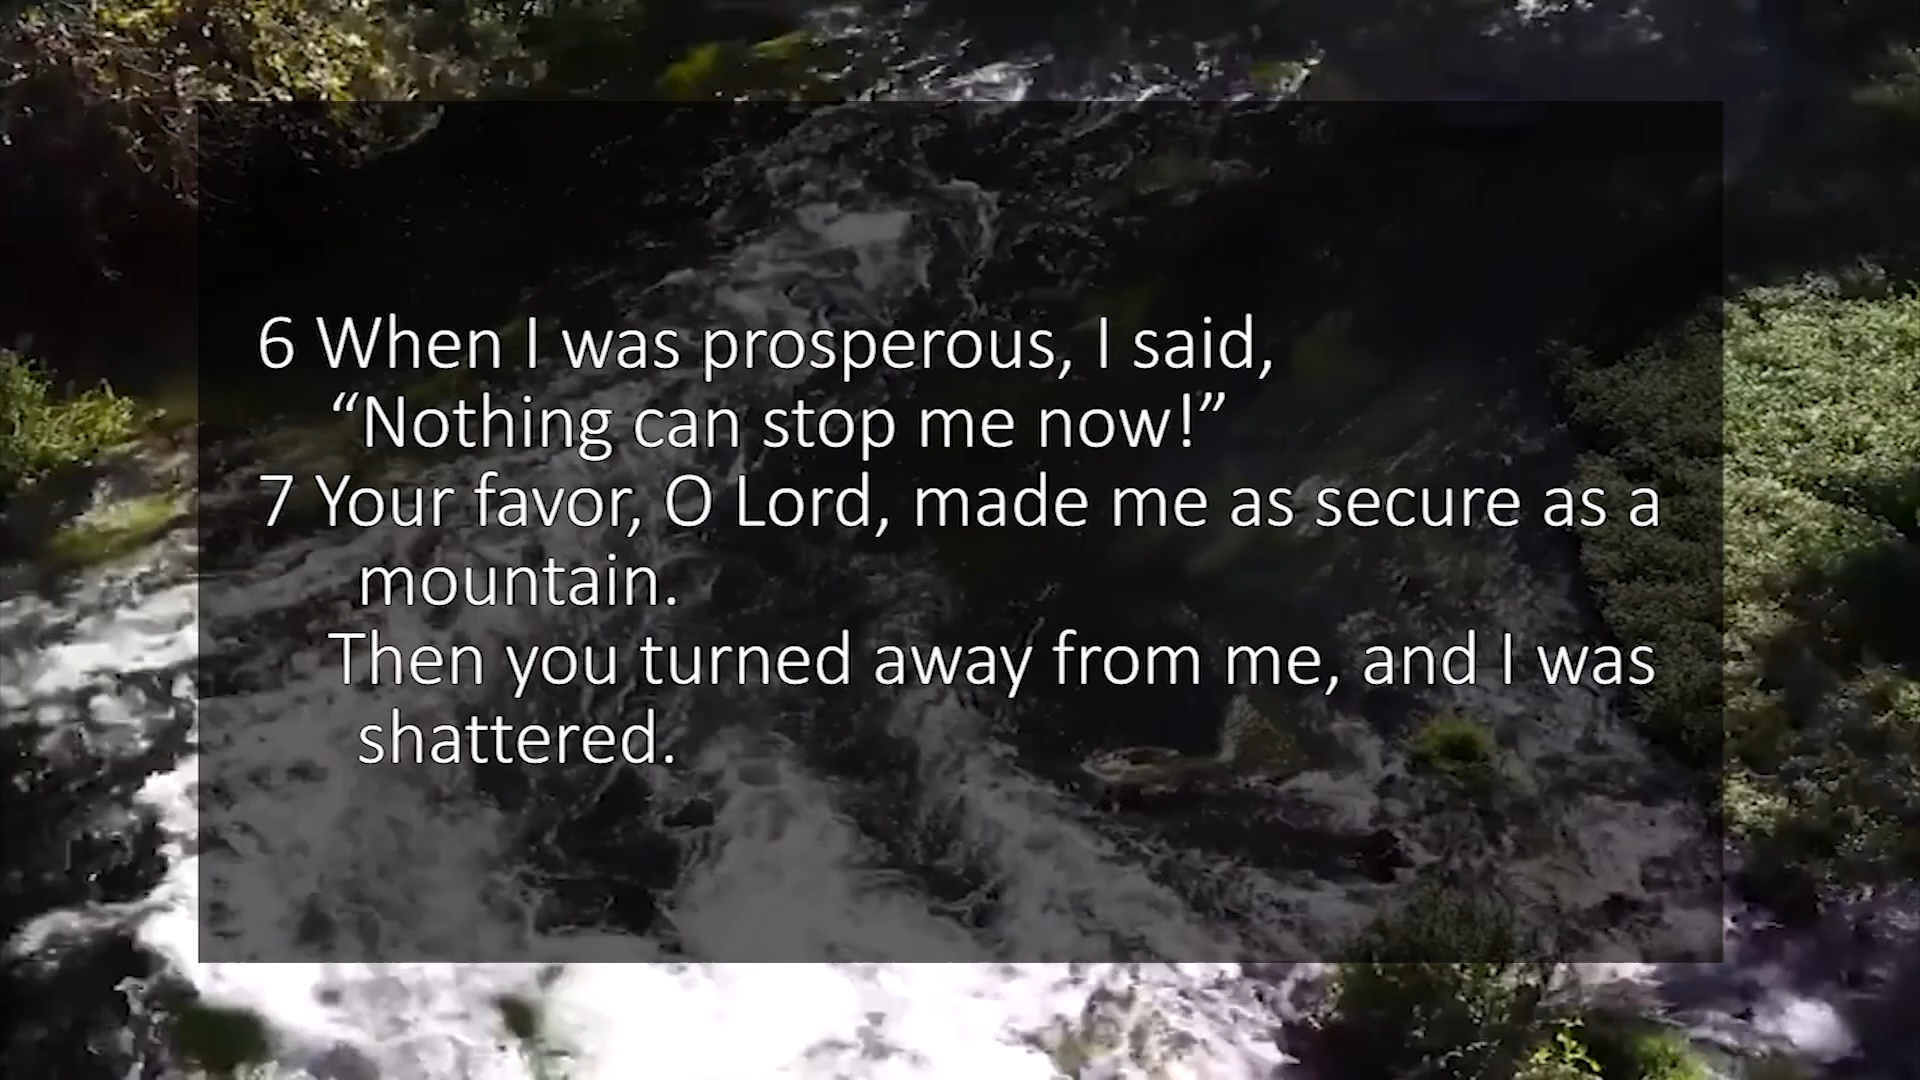 6 When I was prosperous, I said,
“Nothing can stop me now!”
7 Your favor, O Lord, made me as secure as a
mountain.
Then you turned away from me, and I was
shattered.